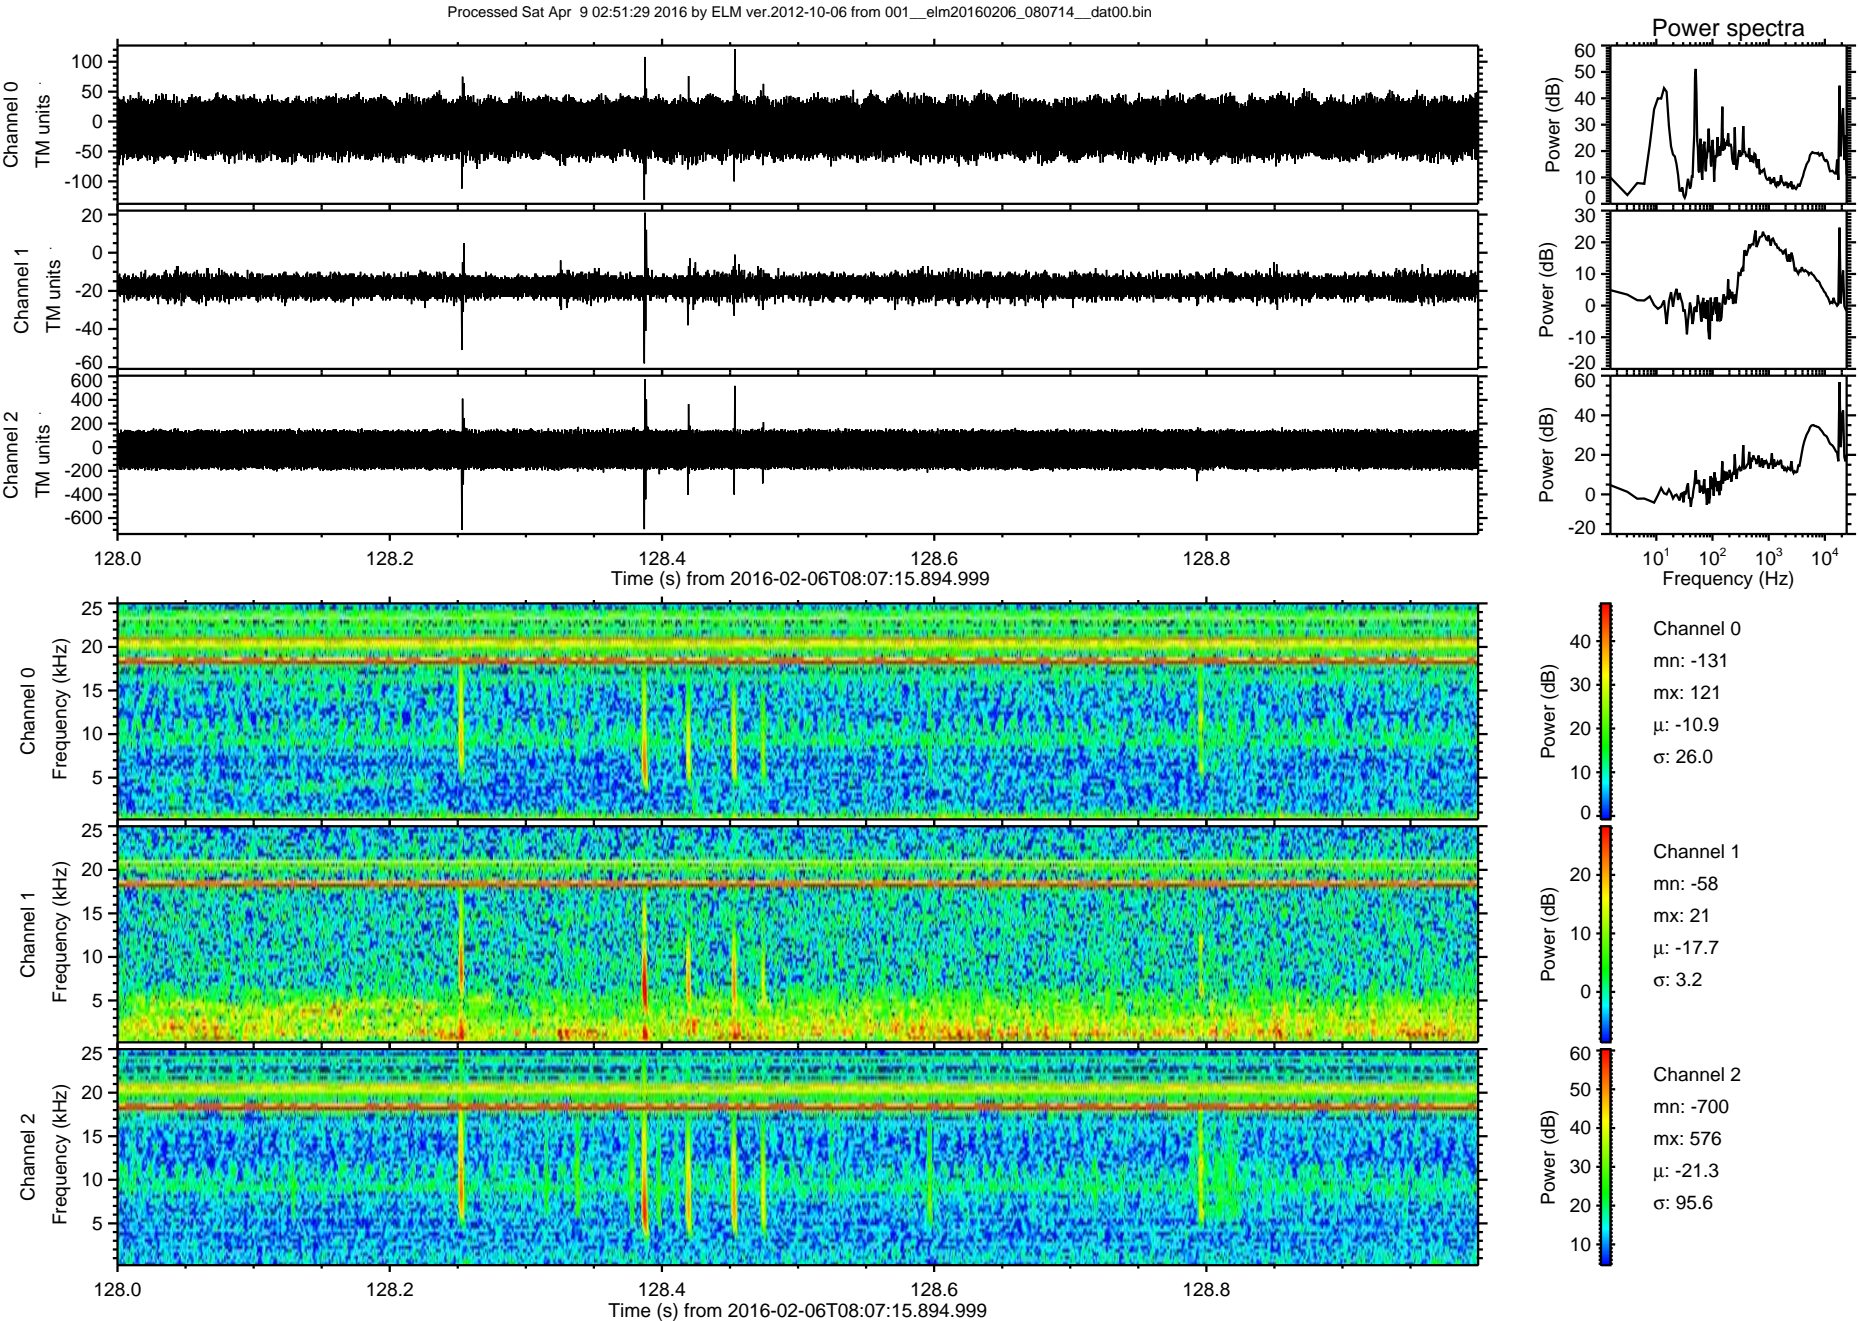 Processed Sat Apr  9 02:51:29 2016 by ELM ver.2012-10-06 from 001__elm20160206_080714__dat00.bin
Power spectra
Channel 0
TM units
100
50
0
-50
-100
Power (dB)
60
50
40
30
20
10
0
Channel 1
TM units
20
0
-20
-40
-60
Power (dB)
30
20
10
0
-10
-20
Channel 2
TM units
600
400
200
0
-200
-400
-600
Power (dB)
60
40
20
0
-20
128.0 128.2 128.4 128.6 128.8
Time (s) from 2016-02-06T08:07:15.894.999
10¹ 10² 10³ 10⁴
Frequency (Hz)
Channel 0
Frequency (kHz)
25
20
15
10
5
Power (dB)
40
30
20
10
0
Channel 0
mn: -131
mx: 121
μ: -10.9
σ: 26.0
Channel 1
Frequency (kHz)
25
20
15
10
5
Power (dB)
20
10
0
Channel 1
mn: -58
mx: 21
μ: -17.7
σ: 3.2
Channel 2
Frequency (kHz)
25
20
15
10
5
Power (dB)
60
50
40
30
20
10
Channel 2
mn: -700
mx: 576
μ: -21.3
σ: 95.6
128.0 128.2 128.4 128.6 128.8
Time (s) from 2016-02-06T08:07:15.894.999